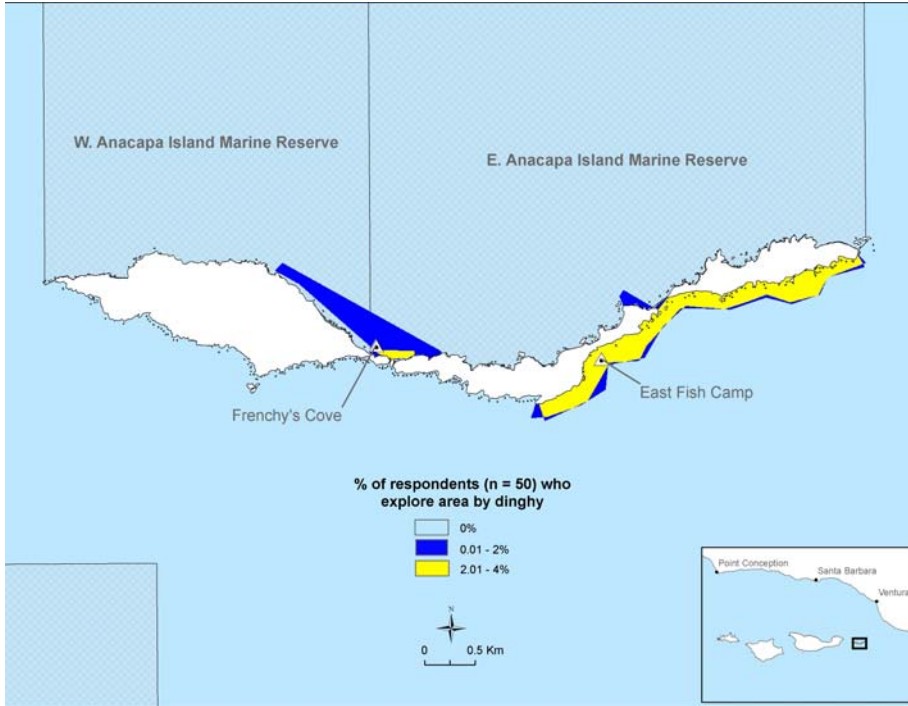 W. Anacapa Island Marine Reserve
E. Anacapa Island Marine Reserve
Frenchy's Cove
East Fish Camp
% of respondents (n = 50) who
explore area by dinghy
0%
0.01 - 2%
2.01 - 4%
N
0 0.5 Km
Point Conception
Santa Barbara
Ventura